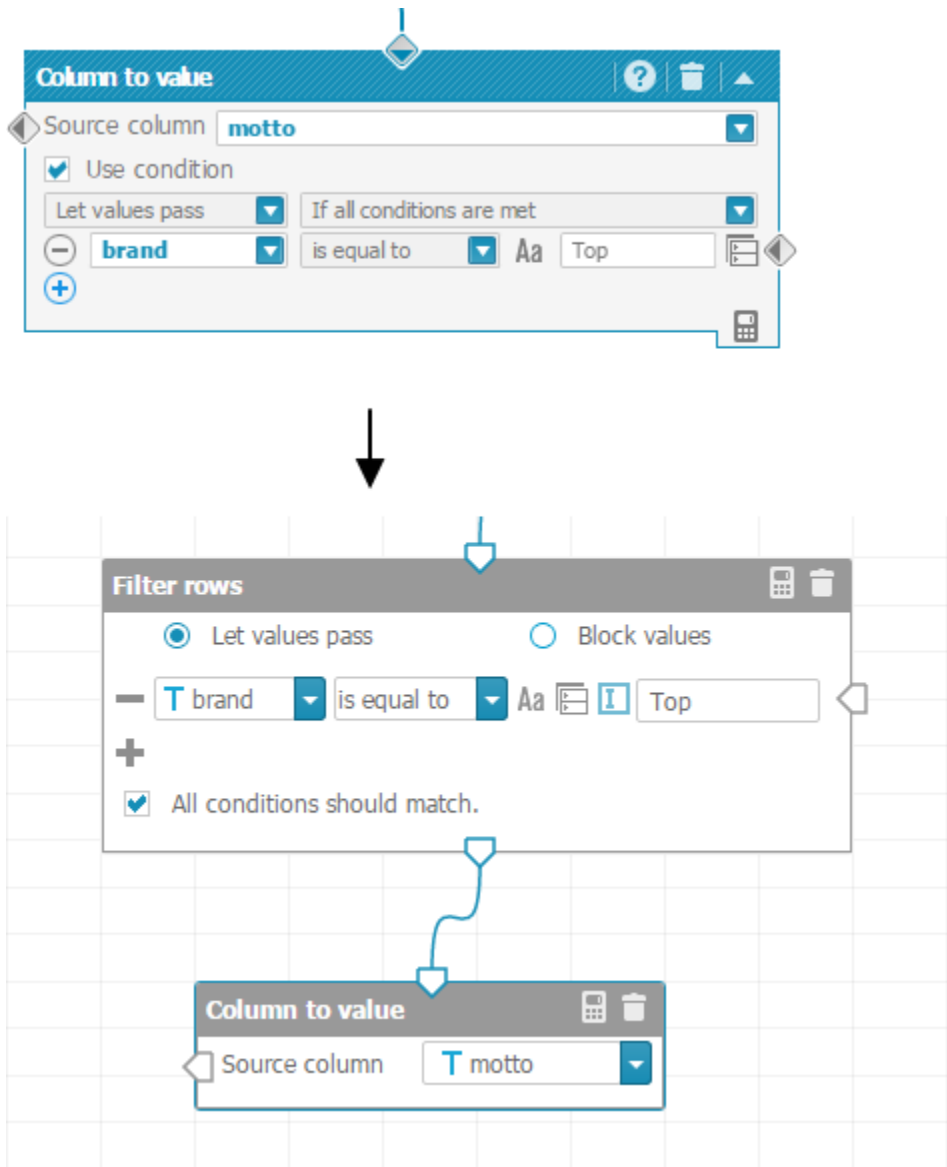 Column to value
Source column motto
Use condition
Let values pass If all conditions are met
brand is equal to Aa Top
Filter rows
Let values pass Block values
T brand is equal to Aa I Top
All conditions should match.
Column to value
Source column T motto